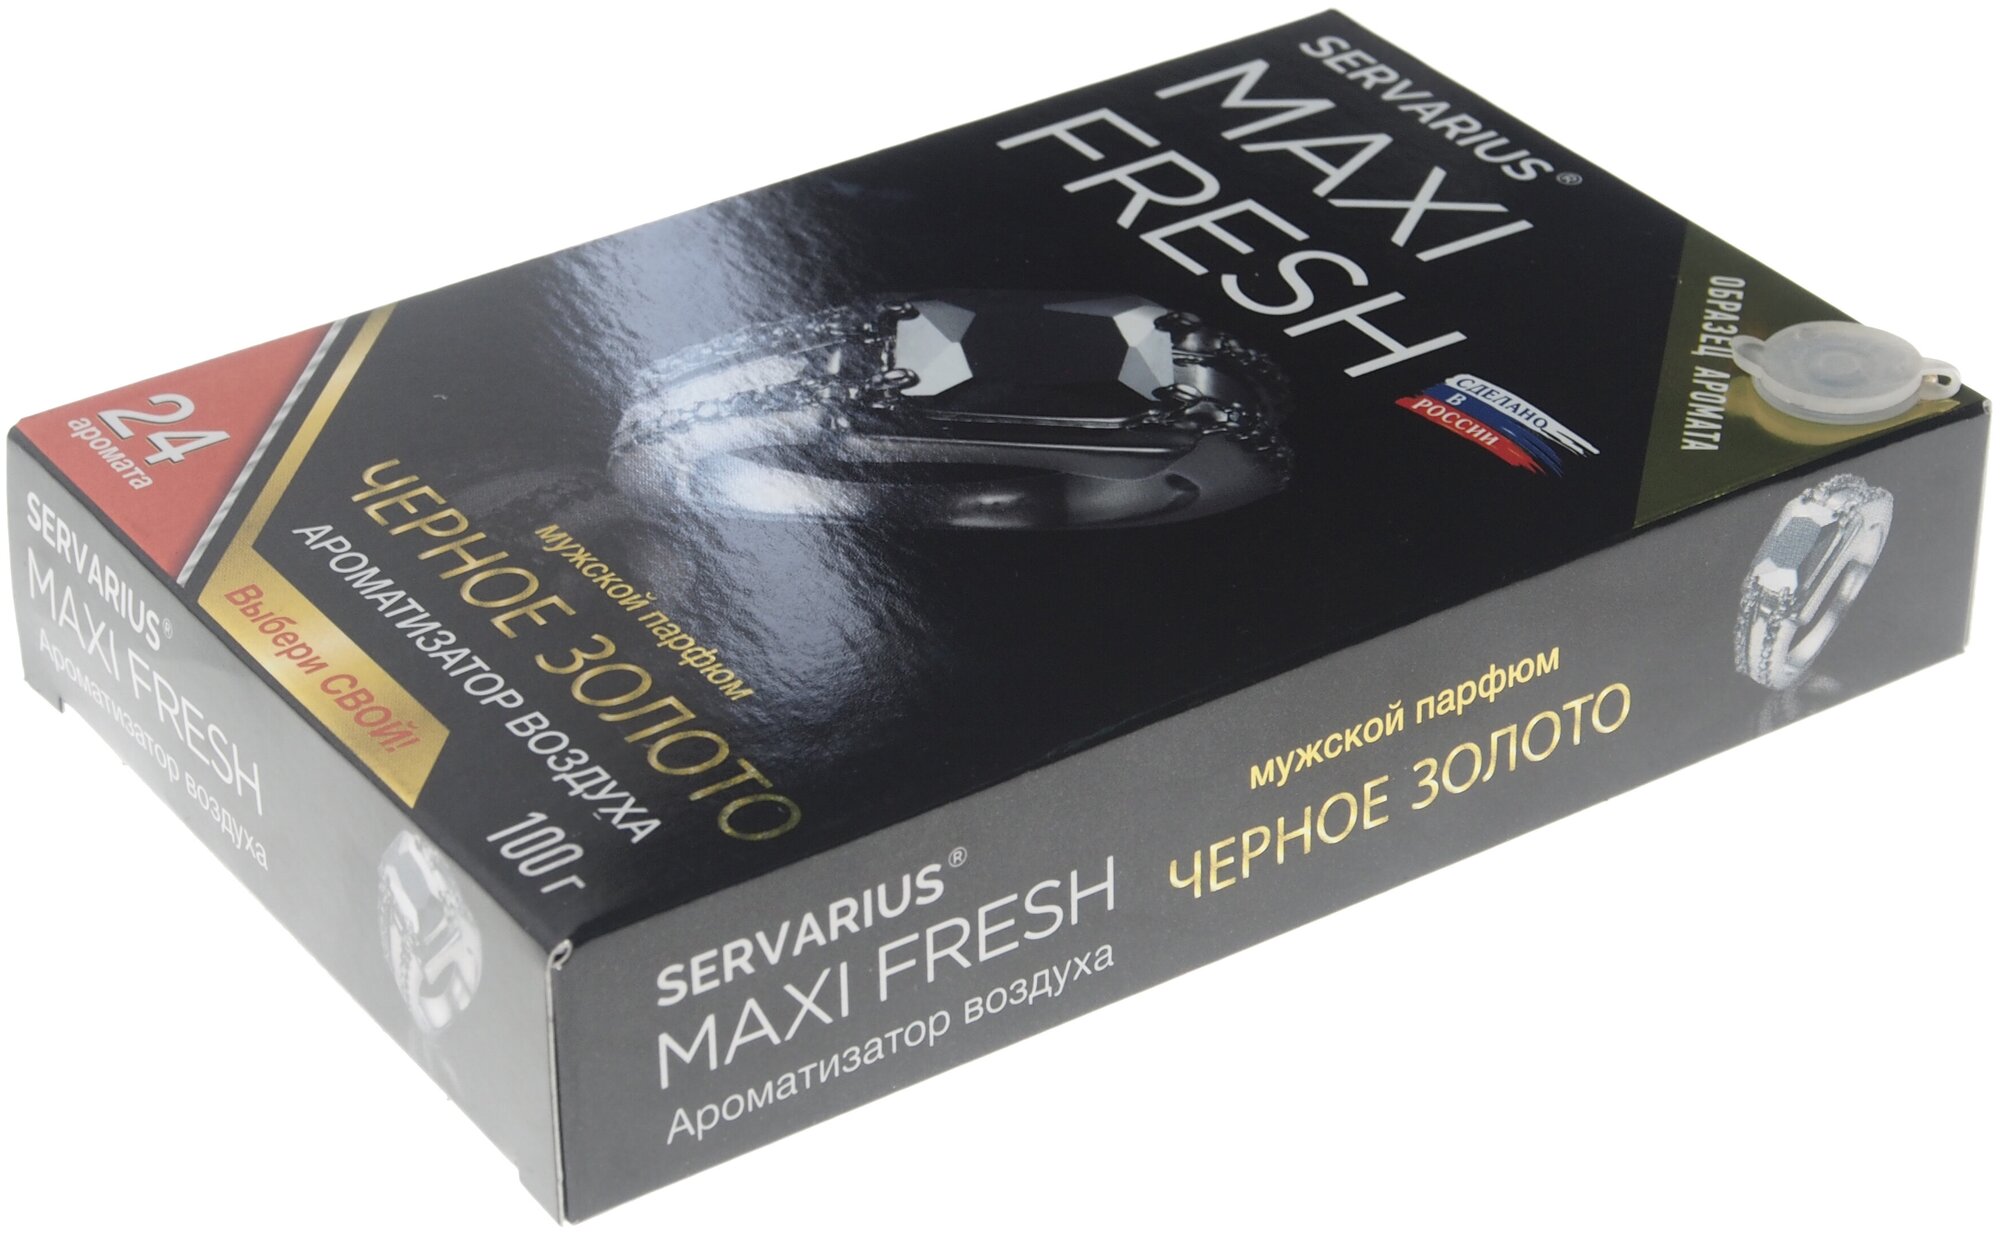 SERVARIUS®
MAXI
FRESH
СДЕЛАНО
В
РОССИИ
ОБРАЗЕЦ АРОМАТА
24
аромата
Выбери СВОЙ!
мужской парфюм
ЧЕРНОЕ ЗОЛОТО
АРОМАТИЗАТОР ВОЗДУХА
100 г
SERVARIUS®
MAXI FRESH
Ароматизатор воздуха
SERVARIUS®
MAXI FRESH
Ароматизатор воздуха
мужской парфюм
ЧЕРНОЕ ЗОЛОТО